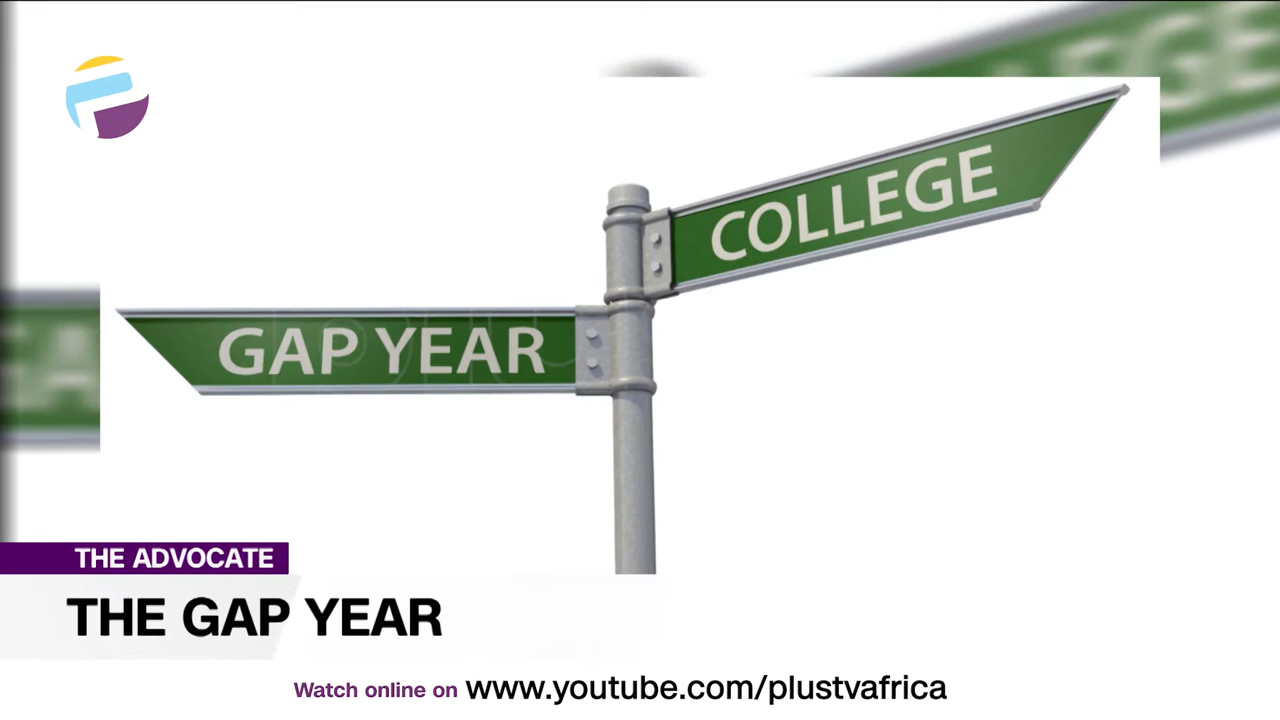 COLLEGE
GAP YEAR
THE ADVOCATE
THE GAP YEAR
Watch online on www.youtube.com/plustvafrica